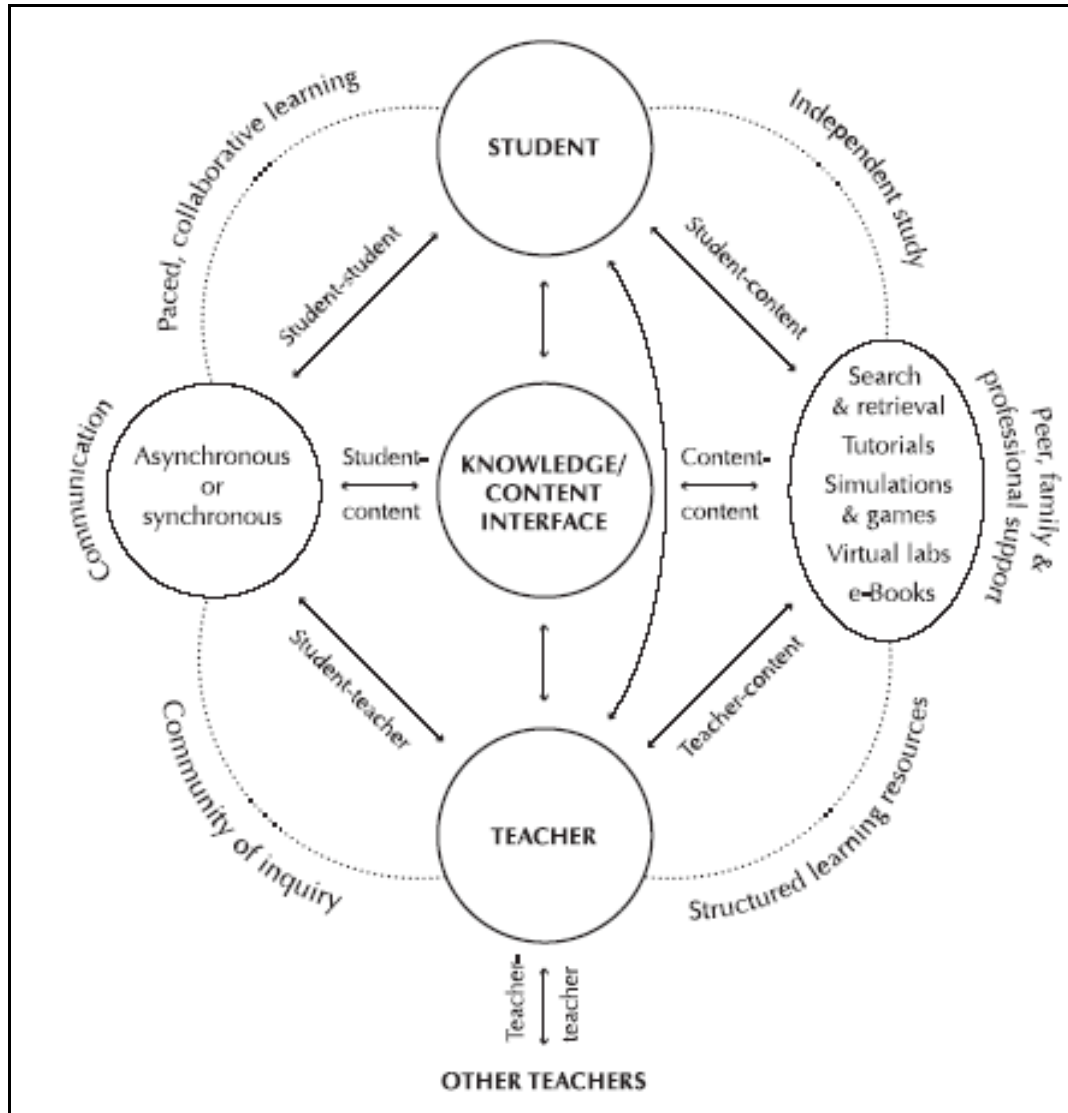 STUDENT
Paced, collaborative learning
Independent study
Student-student
Student-content
Communication
Asynchronous
or
synchronous
Student-
content
KNOWLEDGE/
CONTENT
INTERFACE
Content-
content
Search
& retrieval
Tutorials
Simulations
& games
Virtual labs
e-Books
Peer, family &
professional support
Student-teacher
Teacher-content
Community of inquiry
TEACHER
Structured learning resources
Teacher-
teacher
OTHER TEACHERS